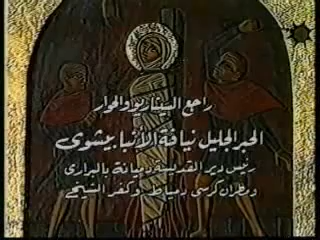 راجع السيناريو والحوار
الحبر الجليل نيافة الأنبا بيشوى
رئيس دير القديسة دميانة بالبرارى
ومطران كرسى دمياط وكفر الشيخ